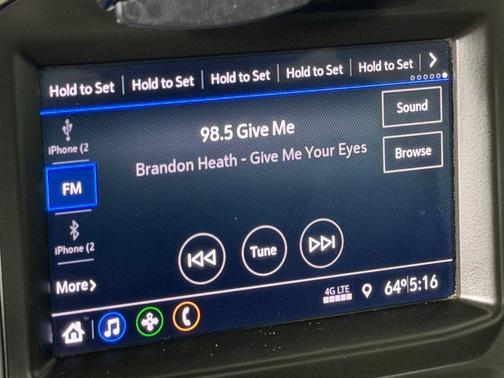 Hold to Set Hold to Set Hold to Set Hold to Set Hold to Set >
iPhone (2
98.5 Give Me
Sound
Brandon Heath - Give Me Your Eyes
Browse
FM
iPhone (2
Tune
More>
4G LTE
64° 5:16